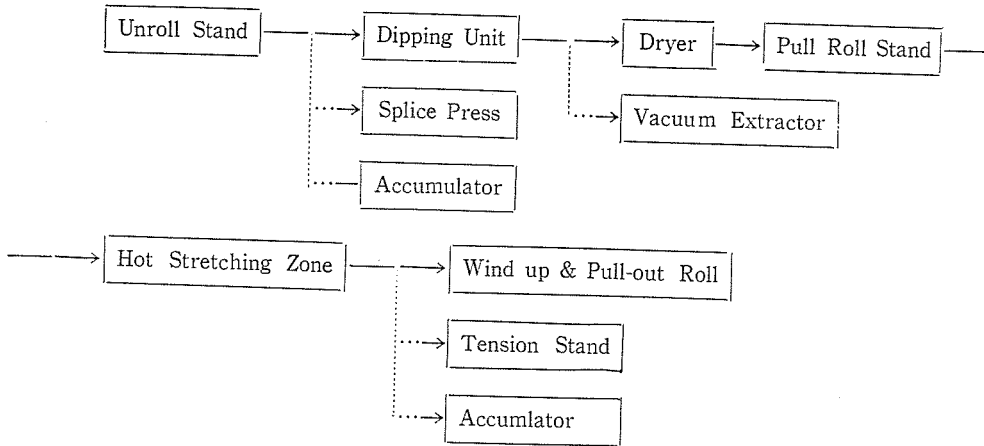 Unroll Stand
Dipping Unit
Dryer
Pull Roll Stand
Splice Press
Vacuum Extractor
Accumulator
Hot Stretching Zone
Wind up & Pull-out Roll
Tension Stand
Accumlator